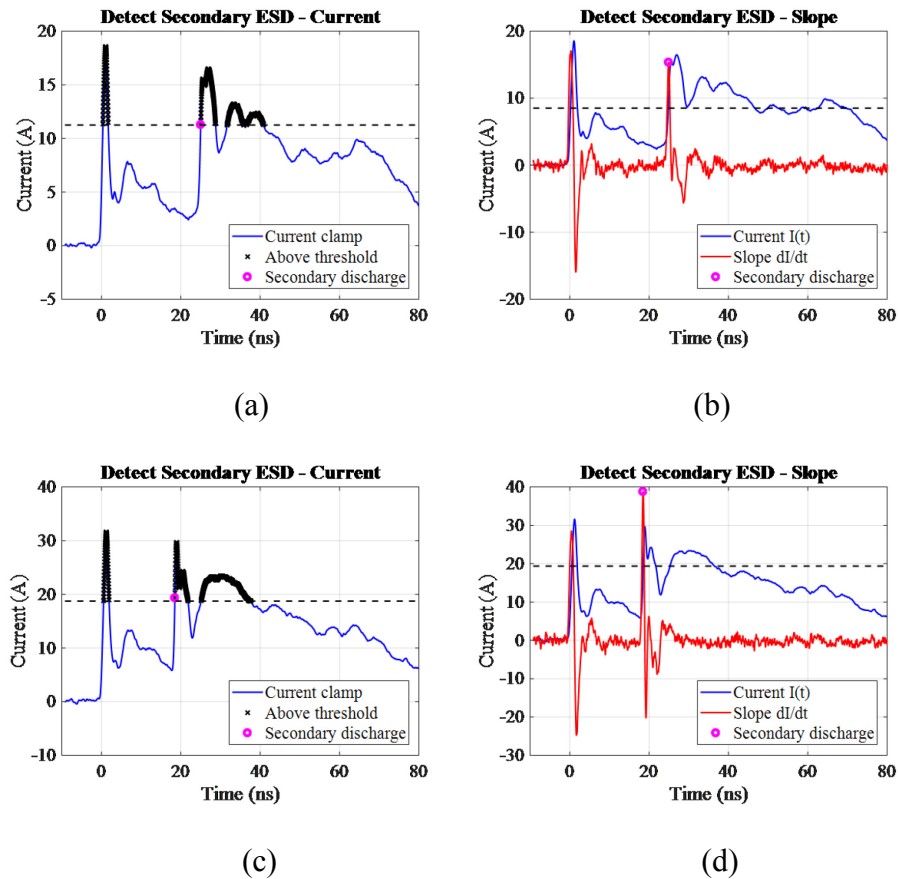 Detect Secondary ESD - Current
20
15
10
5
0
-5
Current (A)
0
20
40
60
80
Time (ns)
Current clamp
Above threshold
Secondary discharge
(a)
Detect Secondary ESD - Slope
20
10
0
-10
-20
Current (A)
0
20
40
60
80
Time (ns)
Current I(t)
Slope dI/dt
Secondary discharge
(b)
Detect Secondary ESD - Current
40
30
20
10
0
-10
Current (A)
0
20
40
60
80
Time (ns)
Current clamp
Above threshold
Secondary discharge
(c)
Detect Secondary ESD - Slope
40
30
20
10
0
-10
-20
-30
Current (A)
0
20
40
60
80
Time (ns)
Current I(t)
Slope dI/dt
Secondary discharge
(d)